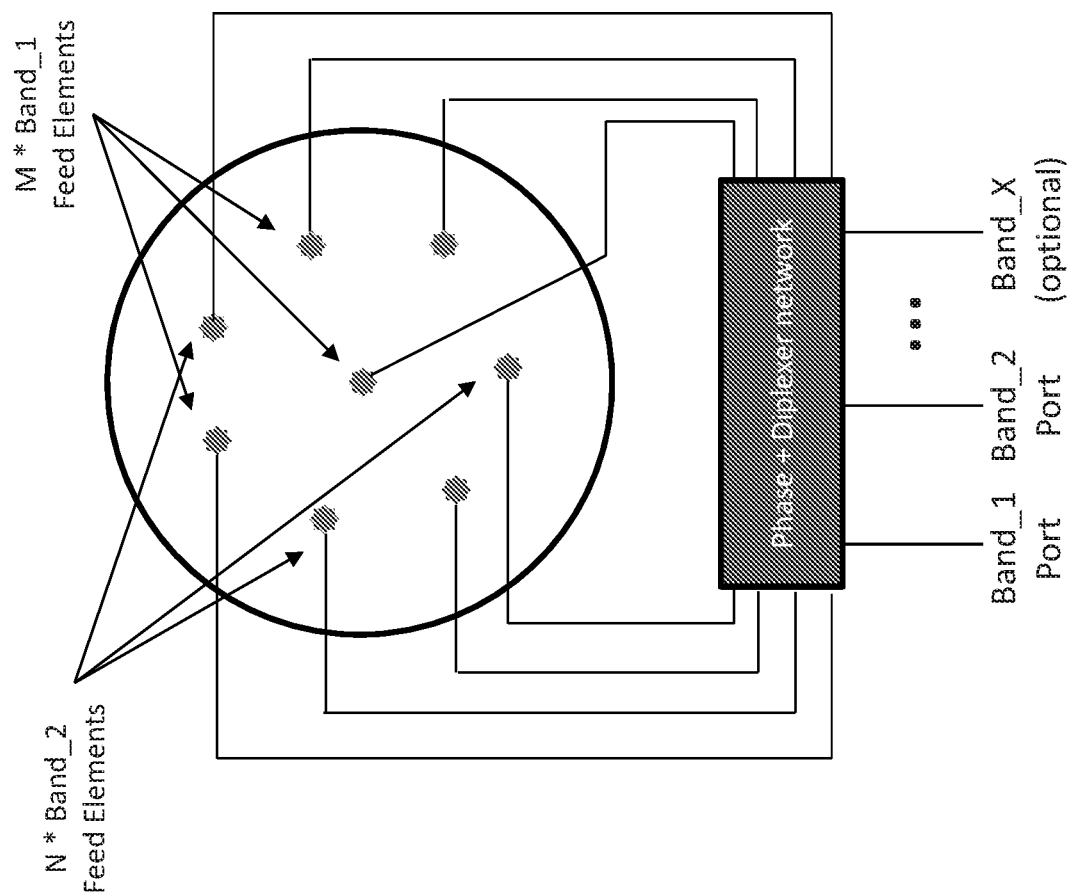 M * Band_1
Feed Elements
N * Band_2
Feed Elements
Phase + Diplexer network
Band_1
Port
Band_2
Port
Band_X
(optional)